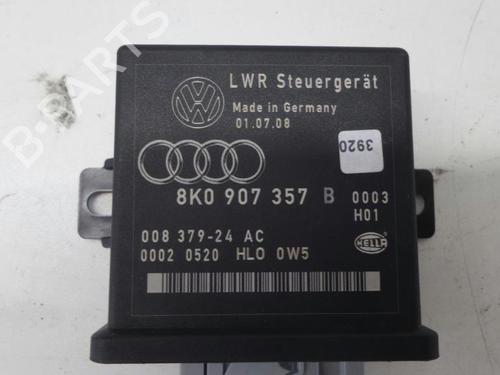 B-PARTS
LWR Steuergerät
Made in Germany
01.07.08
3920
8K0 907 357 B 0003
H01
008 379-24 AC
0002 0520 HLO 0W5
HELLA